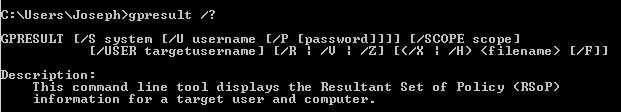 C:\Users\Joseph>gpresult /?
GPRESULT [/S system [/U username [/P [password]]]] [/SCOPE scope]
[/USER targetusername] [/R | /V | /Z] [(/X | /H) <filename> [/F]]
Description:
This command line tool displays the Resultant Set of Policy (RSoP)
information for a target user and computer.